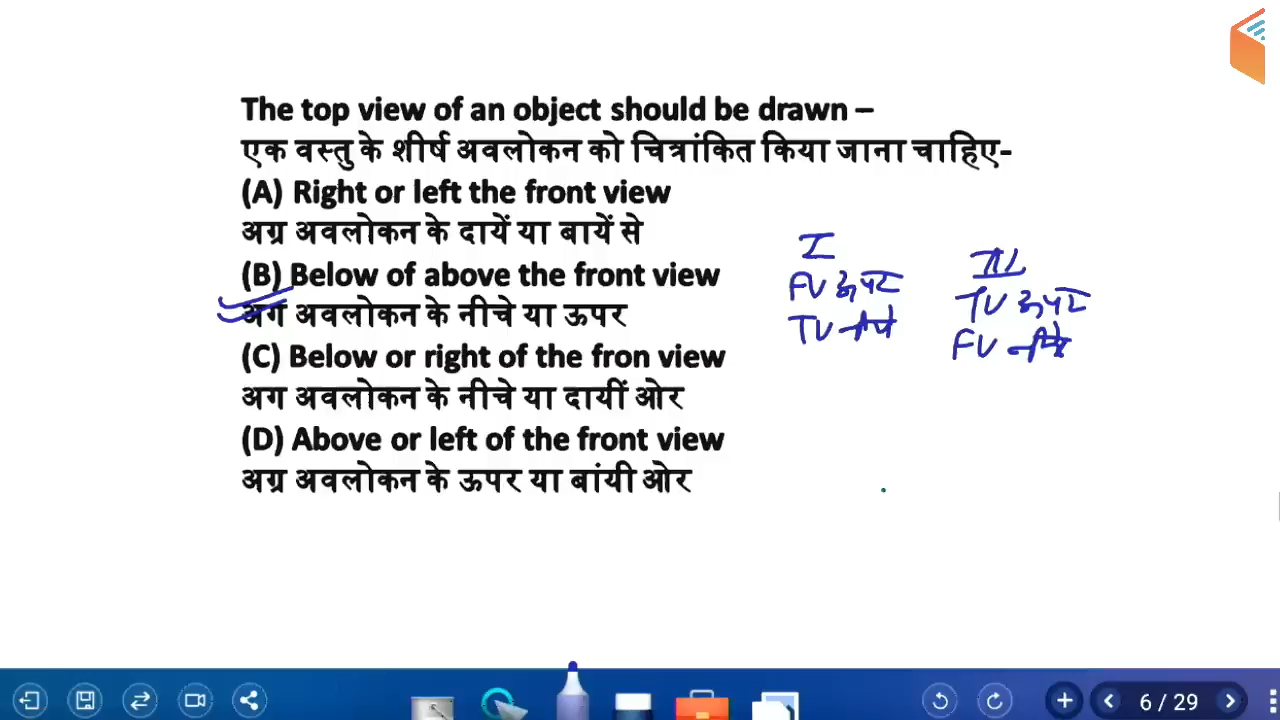 The top view of an object should be drawn –
एक वस्तु के शीर्ष अवलोकन को चित्रांकित किया जाना चाहिए-
(A) Right or left the front view
अग्र अवलोकन के दायें या बायें से
(B) Below of above the front view
अग अवलोकन के नीचे या ऊपर
(C) Below or right of the fron view
अग अवलोकन के नीचे या दायीं ओर
(D) Above or left of the front view
अग्र अवलोकन के ऊपर या बांयी ओर
I
FV ऊपर
TV नीचे
III
TV ऊपर
FV नीचे
6 / 29